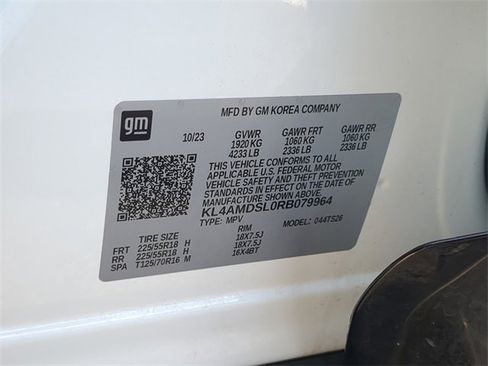 gm
MFD BY GM KOREA COMPANY
10/23 GVWR GAWR FRT GAWR RR
1920 KG 1060 KG 1060 KG
4233 LB 2336 LB 2336 LB
THIS VEHICLE CONFORMS TO ALL
APPLICABLE U.S. FEDERAL MOTOR
VEHICLE SAFETY AND THEFT PREVENTION
STANDARDS IN EFFECT ON THE DATE OF
MANUFACTURE SHOWN ABOVE.
KL4AMDSL0RB079964
TYPE: MPV MODEL: 044TS26
TIRE SIZE RIM
FRT 225/55R18 H 18X7.5J
RR 225/55R18 H 18X7.5J
SPA T125/70R16 M 16X4BT